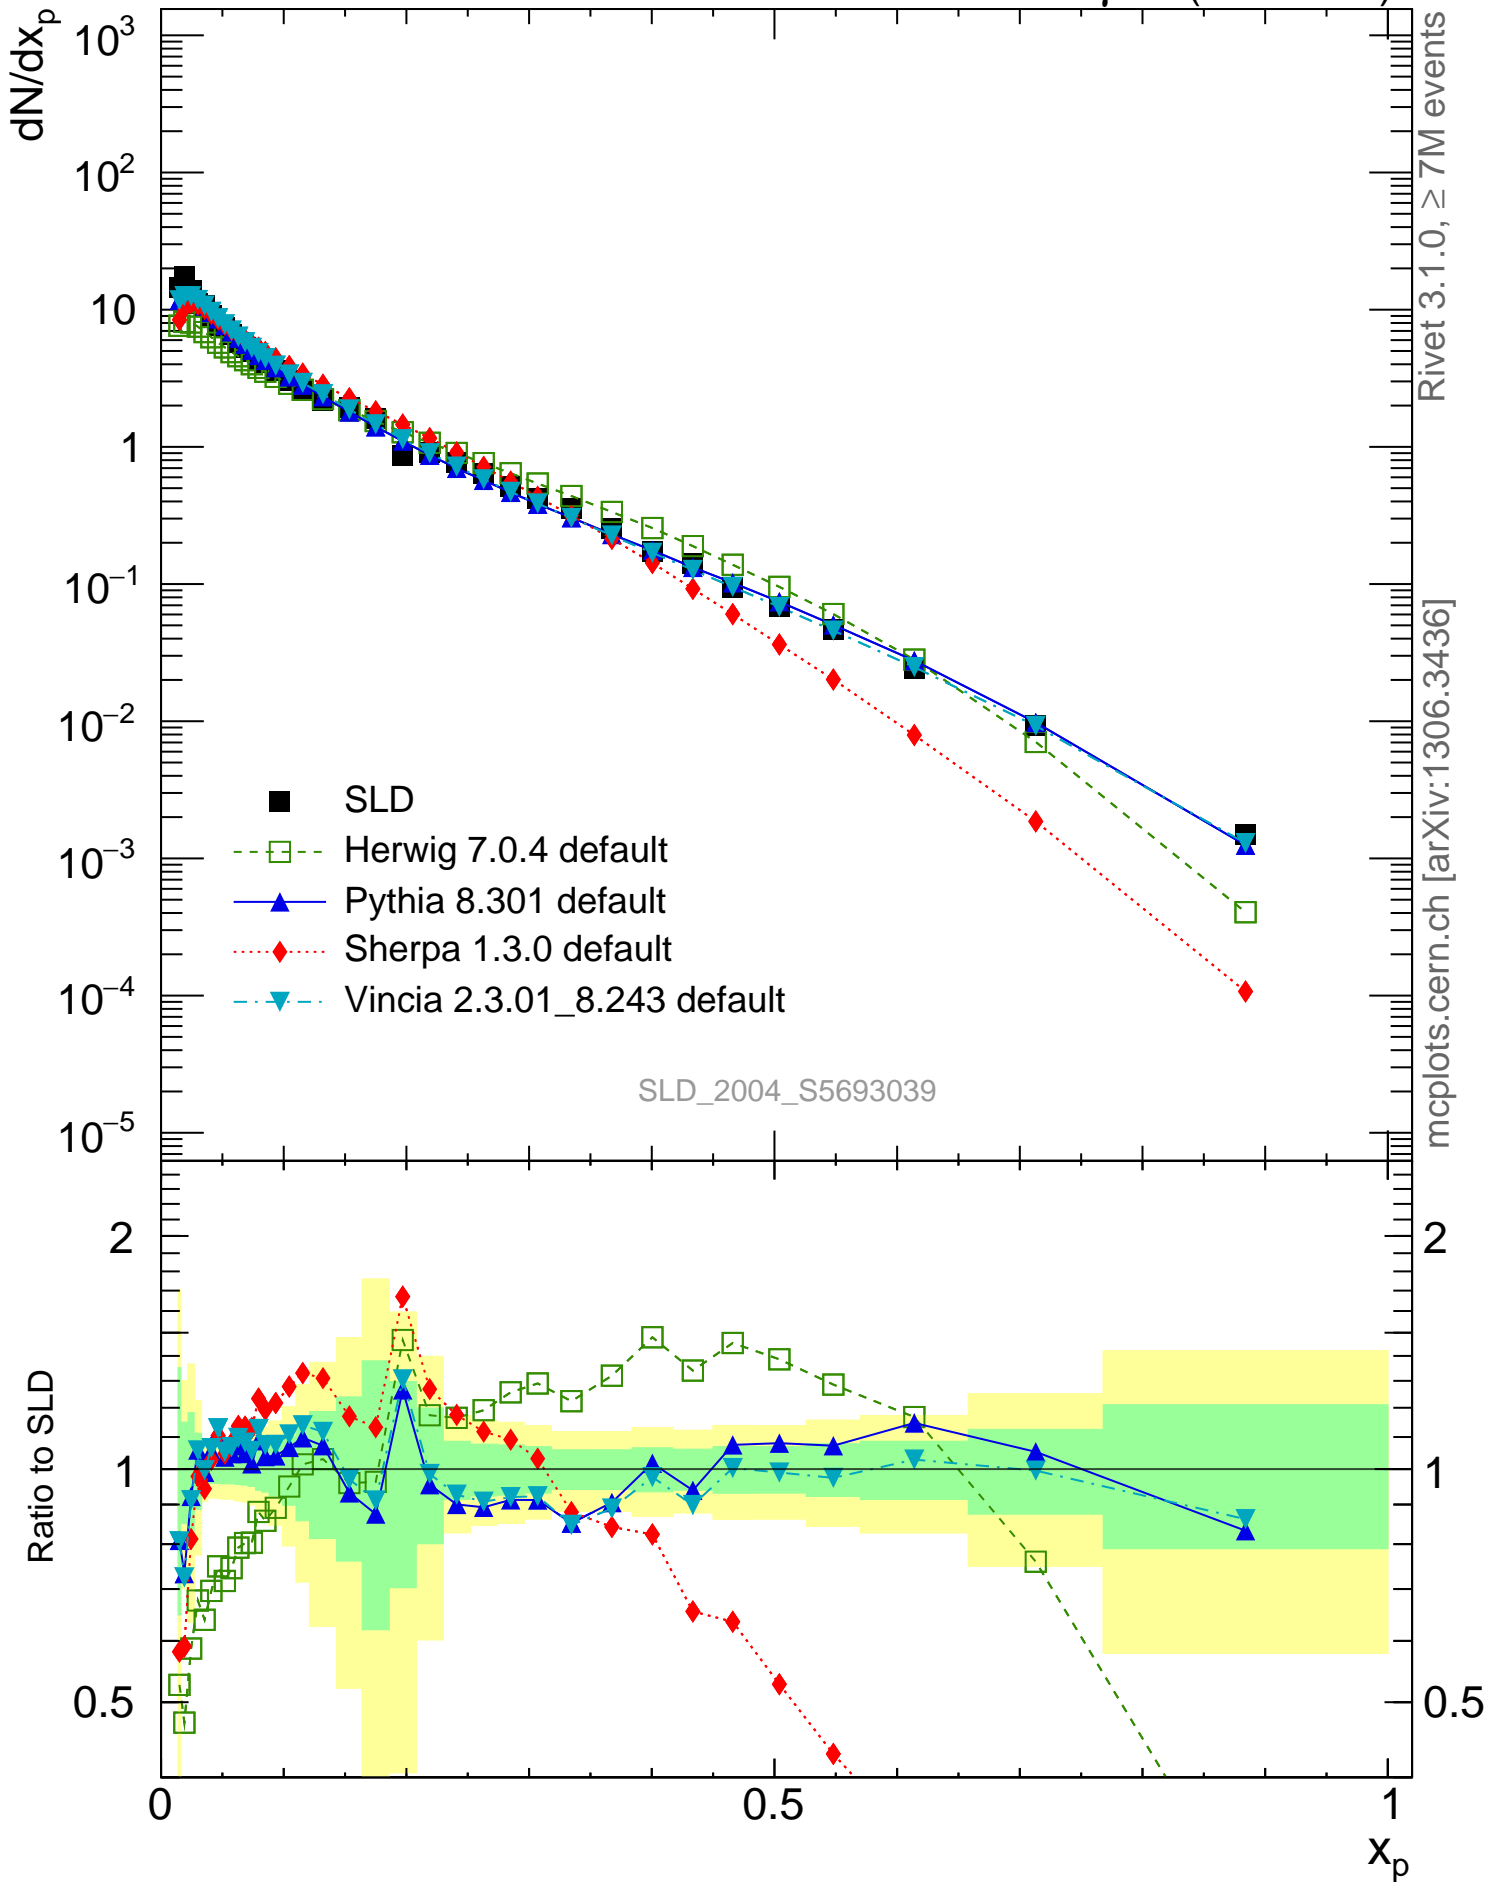 dN/dx_p
10^3
10^2
10
1
10^−1
10^−2
10^−3
10^−4
10^−5
SLD
Herwig 7.0.4 default
Pythia 8.301 default
Sherpa 1.3.0 default
Vincia 2.3.01_8.243 default
SLD_2004_S5693039
Rivet 3.1.0, ≥ 7M events
mcplots.cern.ch [arXiv:1306.3436]
Ratio to SLD
2
1
0.5
2
1
0.5
0
0.5
1
x_p